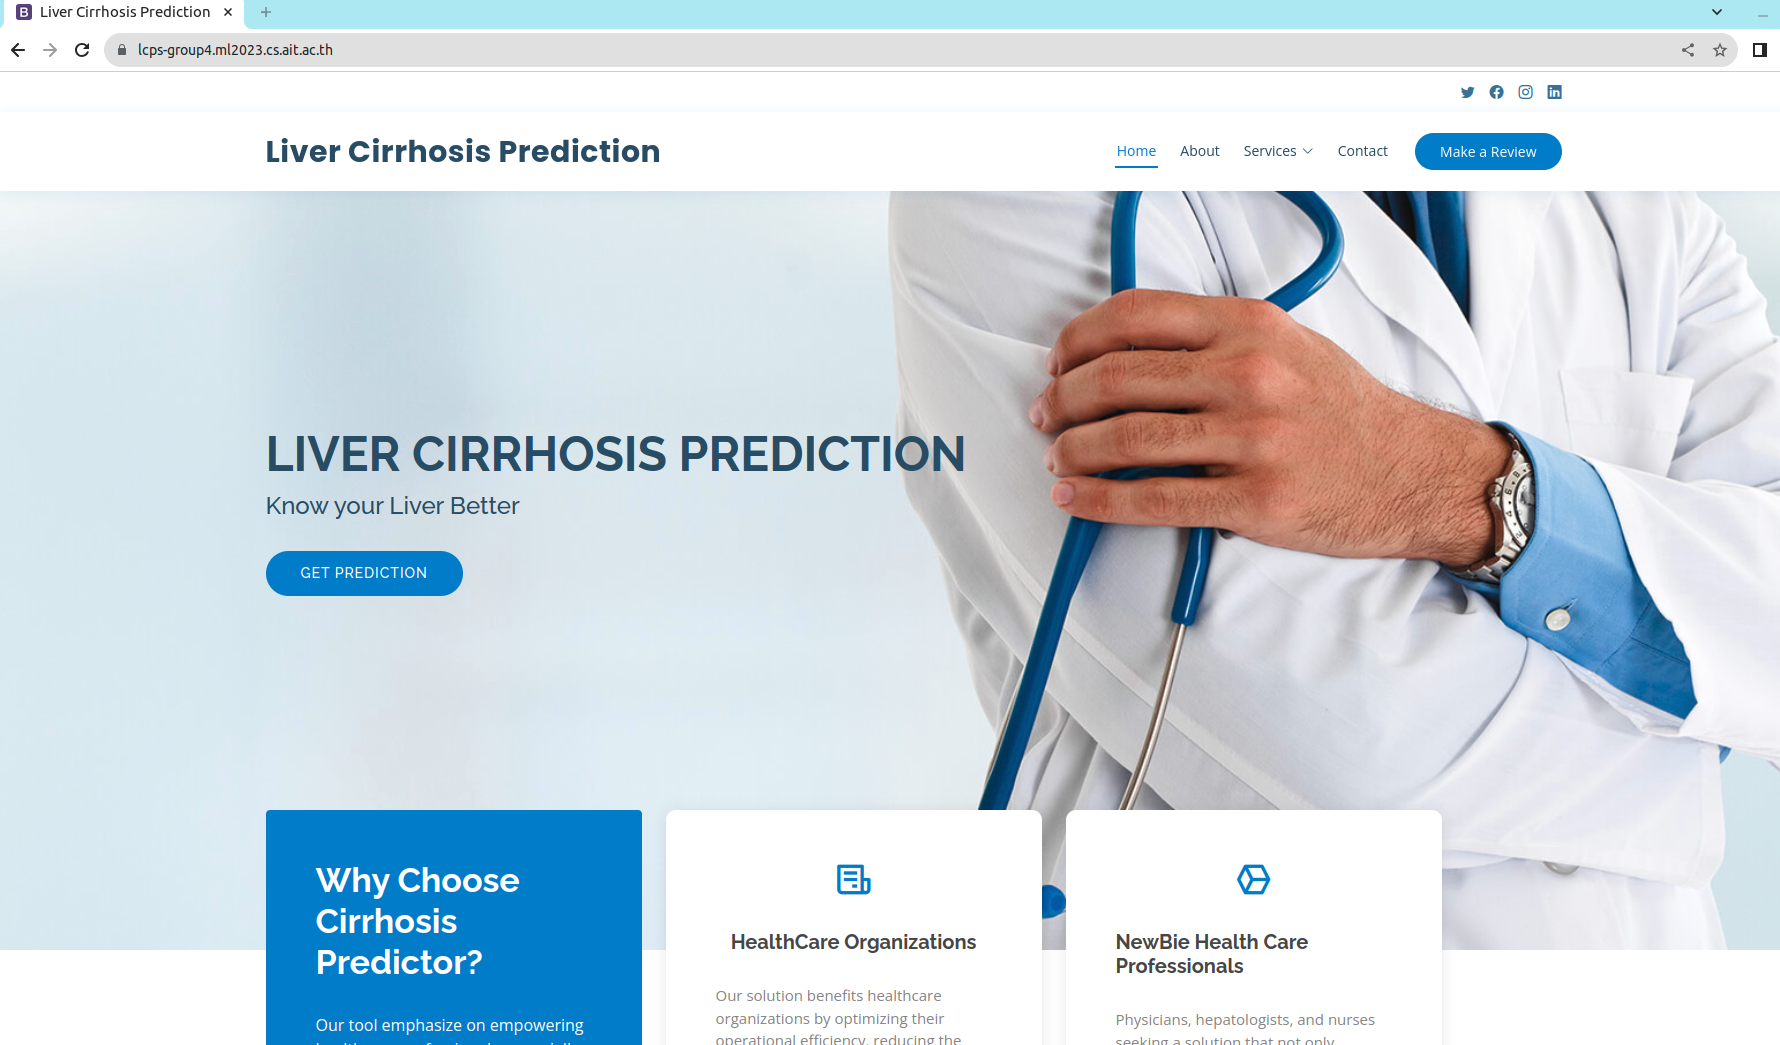 Liver Cirrhosis Prediction
lcps-group4.ml2023.cs.ait.ac.th
Liver Cirrhosis Prediction
Home
About
Services
Contact
Make a Review
LIVER CIRRHOSIS PREDICTION
Know your Liver Better
GET PREDICTION
Why Choose
Cirrhosis
Predictor?
Our tool emphasize on empowering
HealthCare Organizations
Our solution benefits healthcare
organizations by optimizing their
operational efficiency, reducing the
NewBie Health Care
Professionals
Physicians, hepatologists, and nurses
seeking a solution that not only